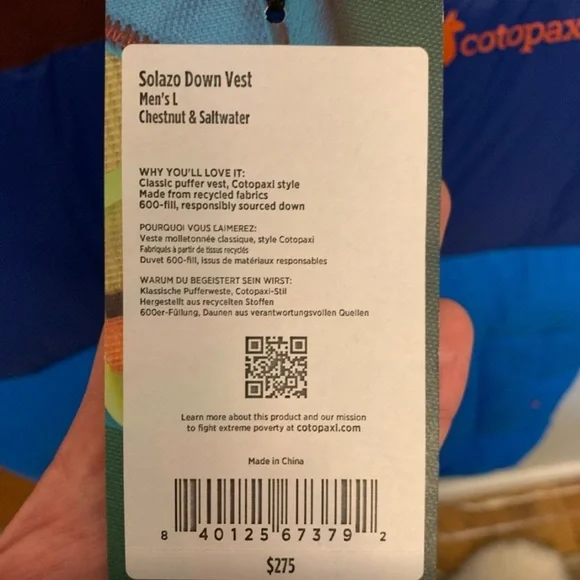 cotopax
Solazo Down Vest
Men's L
Chestnut & Saltwater
WHY YOU'LL LOVE IT:
Classic puffer vest, Cotopaxi style
Made from recycled fabrics
600-fill, responsibly sourced down
POURQUOI VOUS L'AIMEREZ:
Veste molletonnée classique, style Cotopaxi
Fabriqués à partir de tissus recyclés
Duvet 600-fill, issus de matériaux responsables
WARUM DU BEGEISTERT SEIN WIRST:
Klassische Pufferweste, Cotopaxi-Stil
Hergestellt aus recycelten Stoffen
600er-Füllung, Daunen aus verantwortungsvollen Quellen
Learn more about this product and our mission
to fight extreme poverty at cotopaxi.com
Made in China
8 40125 67379 2
$275